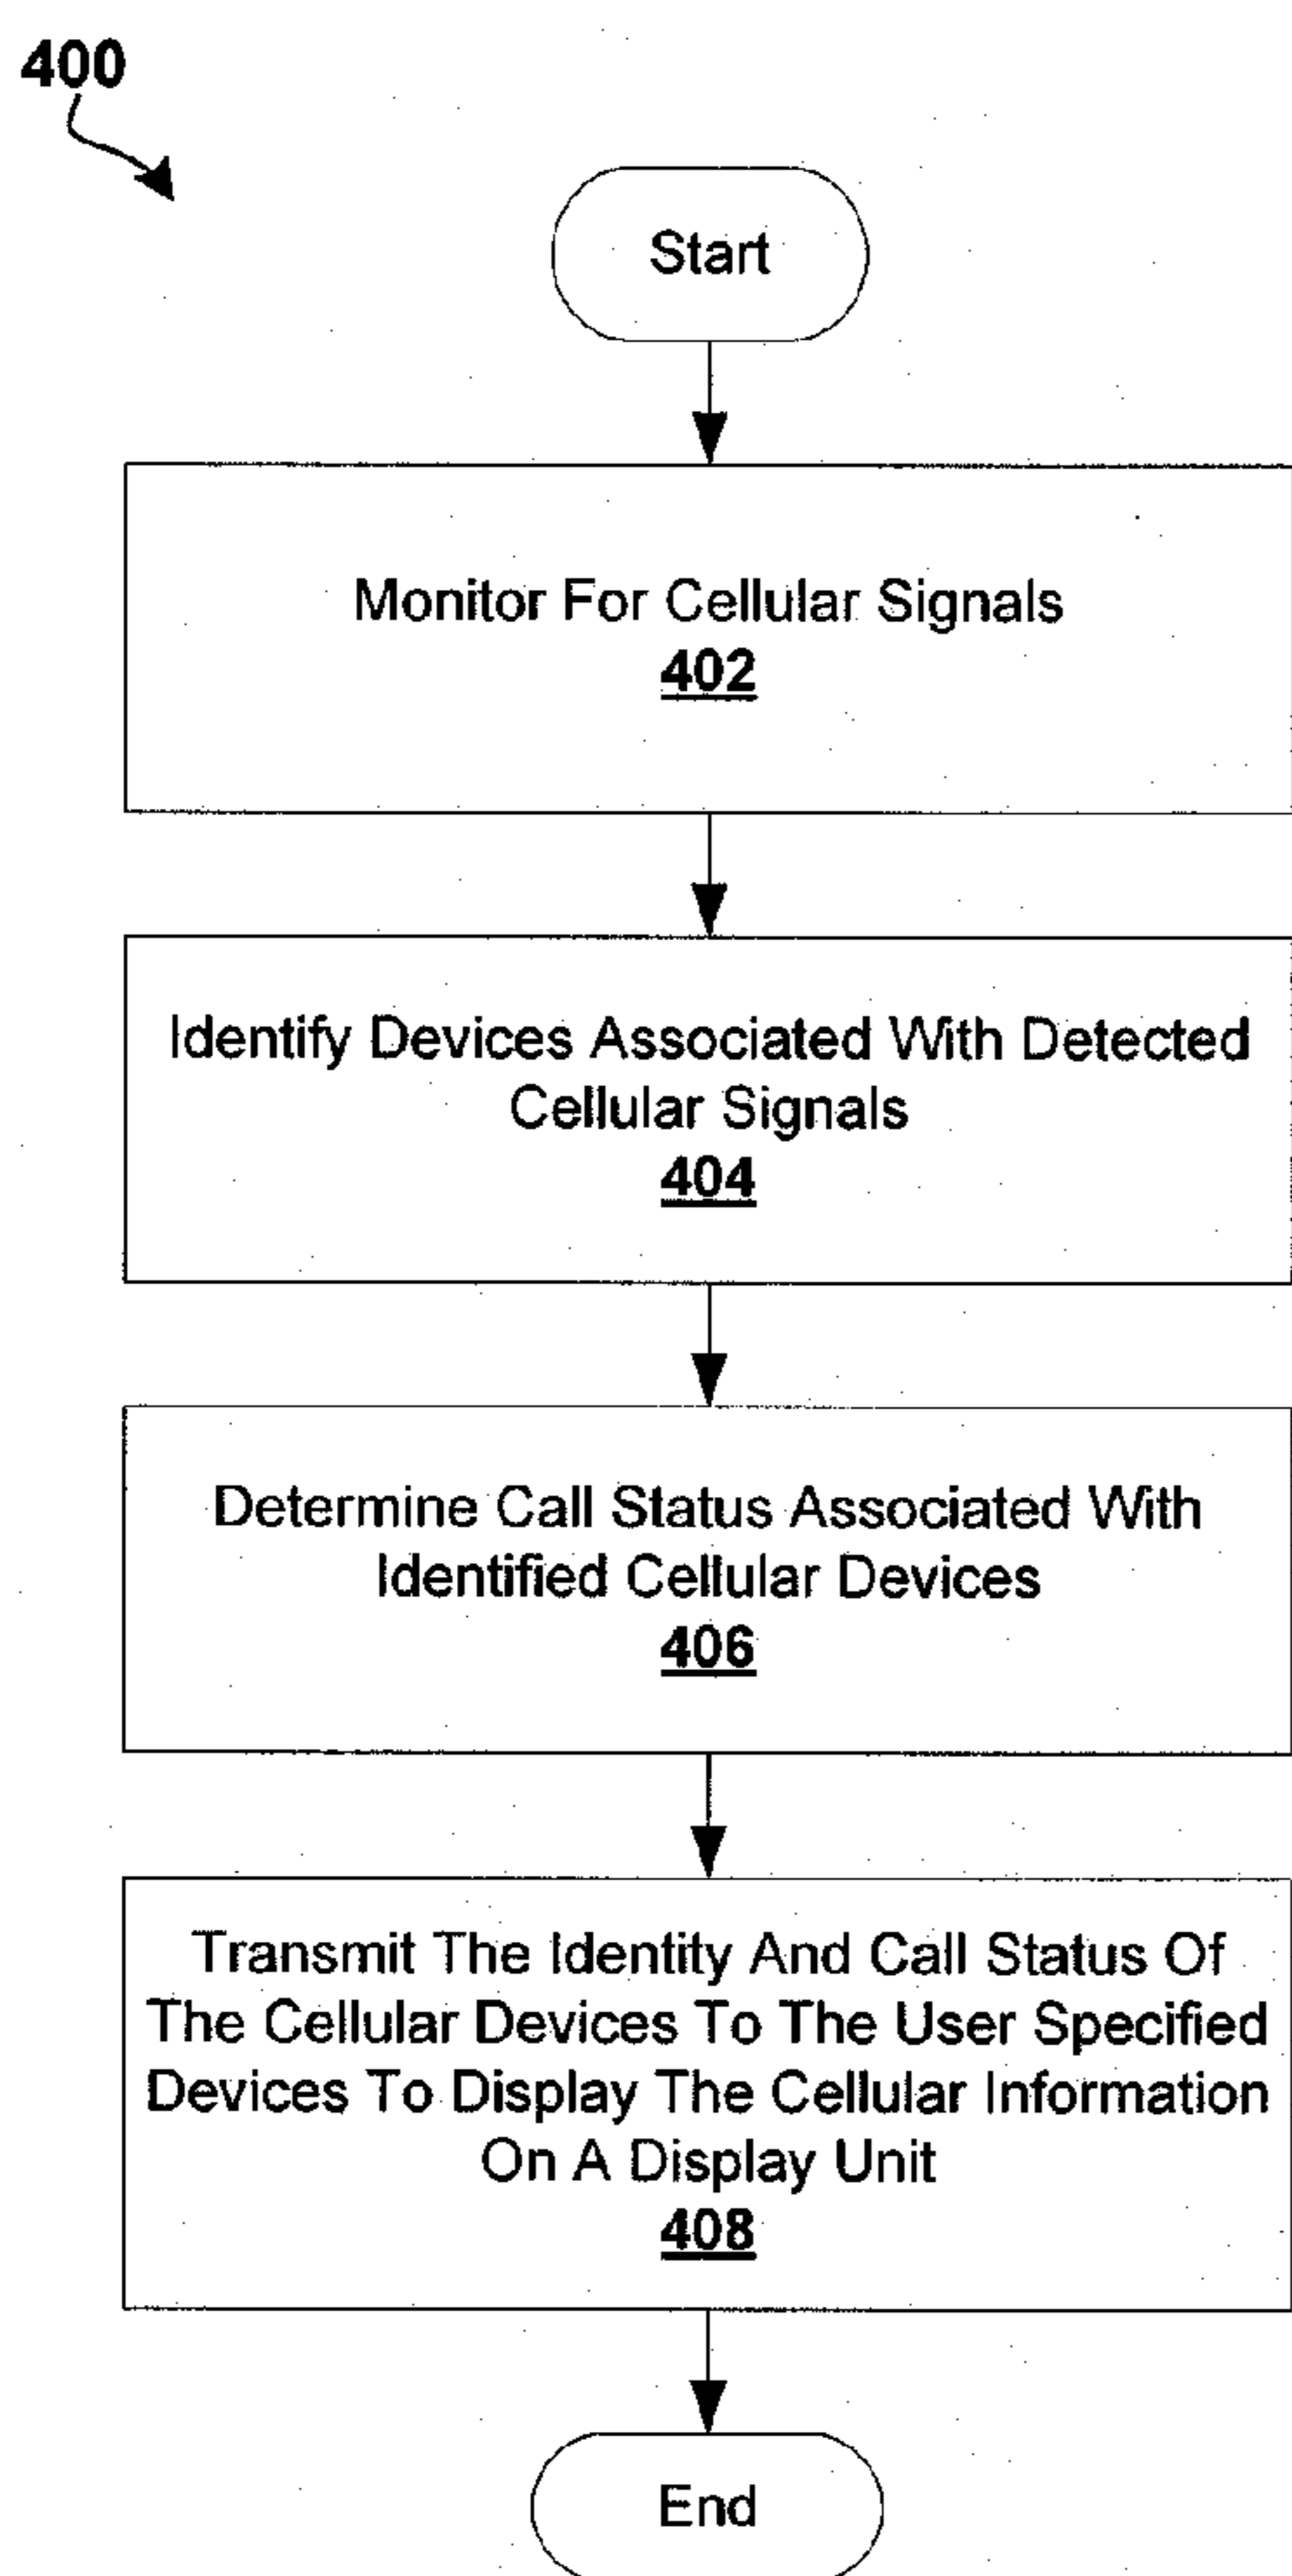 400
Start
Monitor For Cellular Signals
402
Identify Devices Associated With Detected
Cellular Signals
404
Determine Call Status Associated With
Identified Cellular Devices
406
Transmit The Identity And Call Status Of
The Cellular Devices To The User Specified
Devices To Display The Cellular Information
On A Display Unit
408
End